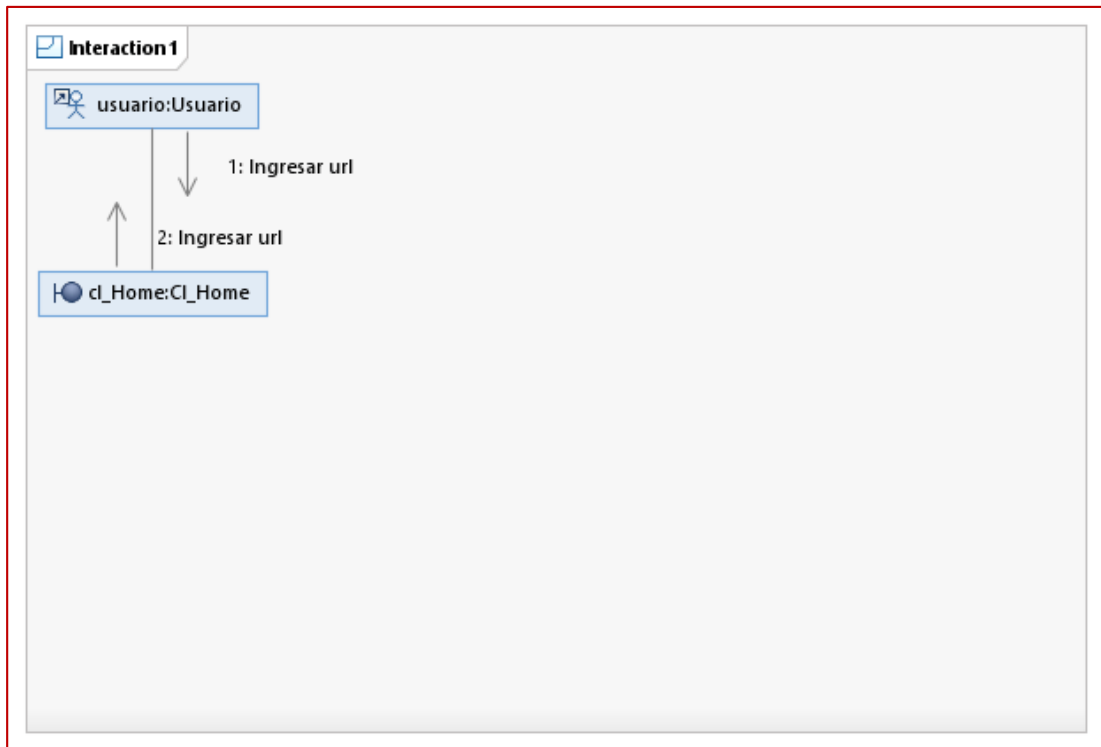 Interaction1
usuario:Usuario
1: Ingresar url
2: Ingresar url
cl_Home:Cl_Home